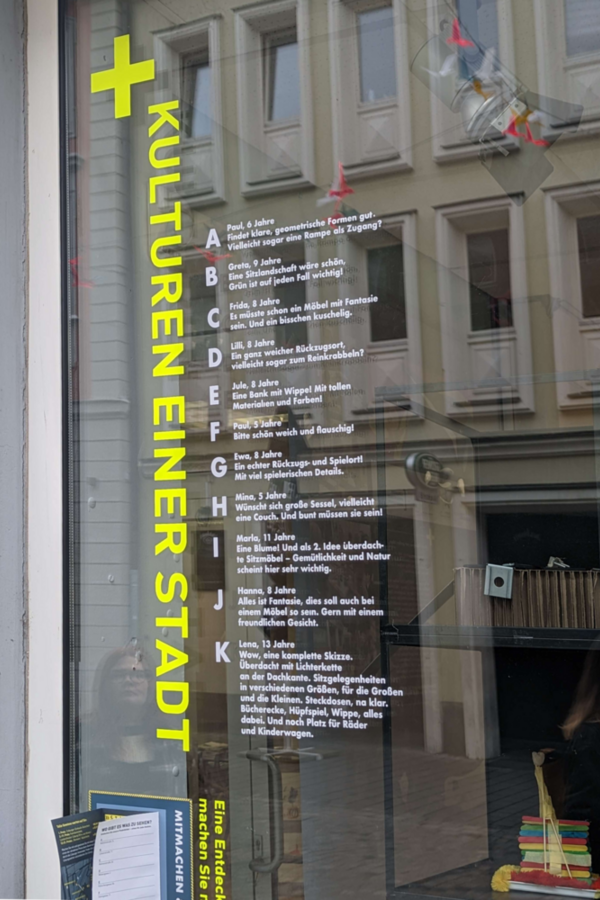 +
KULTUREN EINER STADT
A
Paul, 6 Jahre
Findet klare, geometrische Formen gut.
Vielleicht sogar eine Rampe als Zugang?
B
Greta, 9 Jahre
Eine Sitzlandschaft wäre schön,
Grün ist auf jeden Fall wichtig!
C
Frida, 8 Jahre
Es müsste schon ein Möbel mit Fantasie
sein. Und ein bisschen kuschelig.
D
Lilli, 8 Jahre
Ein ganz weicher Rückzugsort,
vielleicht sogar zum Reinkrabbeln?
E
Jule, 8 Jahre
Eine Bank mit Wippe! Mit tollen
Materialien und Farben!
F
Paul, 5 Jahre
Bitte schön weich und flauschig!
G
Ewa, 8 Jahre
Ein echter Rückzugs- und Spielort!
Mit viel spielerischen Details.
H
Mina, 5 Jahre
Wünscht sich große Sessel, vielleicht
eine Couch. Und bunt müssen sie sein!
I
Marla, 11 Jahre
Eine Blume! Und als 2. Idee überdach-
te Sitzmöbel – Gemütlichkeit und Natur
scheint hier sehr wichtig.
J
Hanna, 8 Jahre
Alles ist Fantasie, dies soll auch bei
einem Möbel so sein. Gern mit einem
freundlichen Gesicht.
K
Lena, 13 Jahre
Wow, eine komplette Skizze.
Überdacht mit Lichterkette
an der Dachkante. Sitzgelegenheiten
in verschiedenen Größen, für die Großen
und die Kleinen. Steckdosen, na klar.
Bücherecke, Hüpfspiel, Wippe, alles
dabei. Und noch Platz für Räder
und Kinderwagen.
Eine Entdeck
machen Sie
MITMACHEN